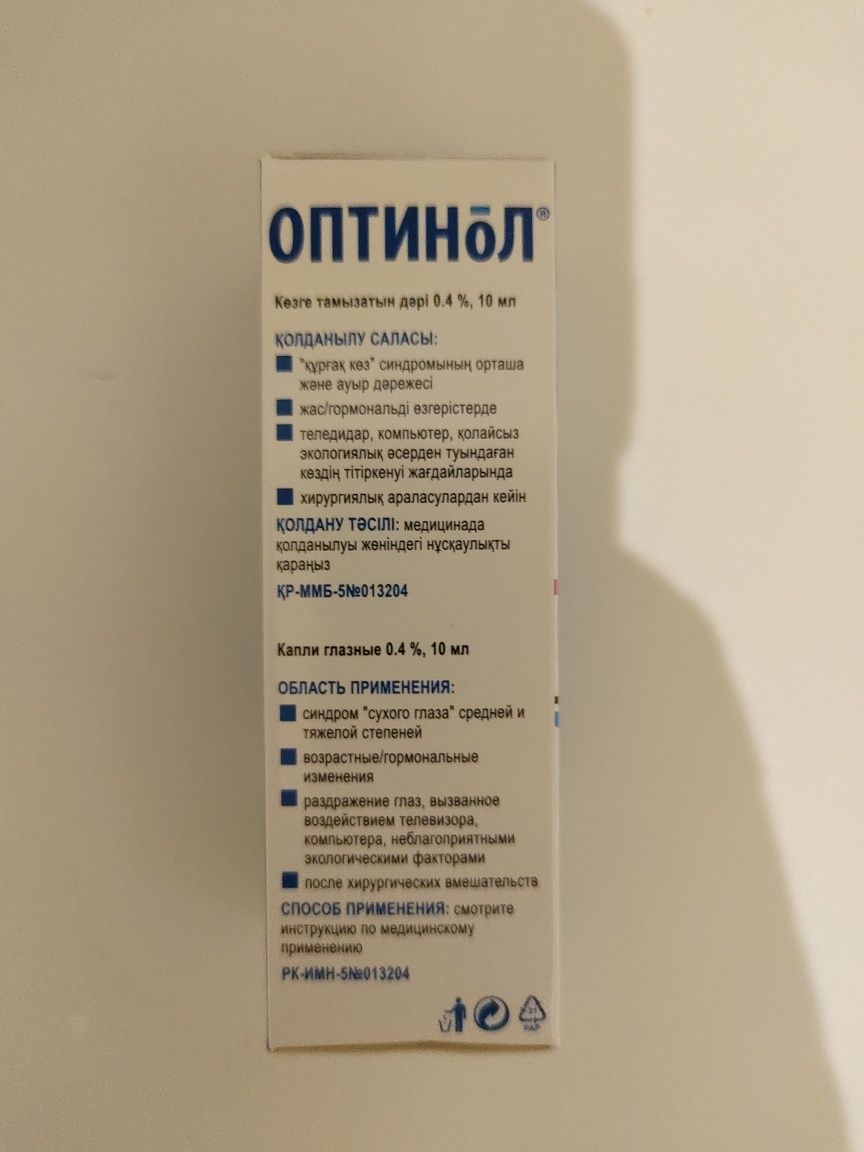 ОПТИНŌЛ®
Көзге тамызатын дәрі 0.4 %, 10 мл
ҚОЛДАНЫЛУ САЛАСЫ:
"құрғақ көз" синдромының орташа
және ауыр дәрежесі
жас/гормональді өзгерістерде
теледидар, компьютер, қолайсыз
экологиялық әсерден туындаған
көздің тітіркенуі жағдайларында
хирургиялық араласулардан кейін
ҚОЛДАНУ ТӘСІЛІ: медицинада
қолданылуы жөніндегі нұсқаулықты
қараңыз
ҚР-ММБ-5№013204
Капли глазные 0.4 %, 10 мл
ОБЛАСТЬ ПРИМЕНЕНИЯ:
синдром "сухого глаза" средней и
тяжелой степеней
возрастные/гормональные
изменения
раздражение глаз, вызванное
воздействием телевизора,
компьютера, неблагоприятными
экологическими факторами
после хирургических вмешательств
СПОСОБ ПРИМЕНЕНИЯ: смотрите
инструкцию по медицинскому
применению
РК-ИМН-5№013204
21
PAP